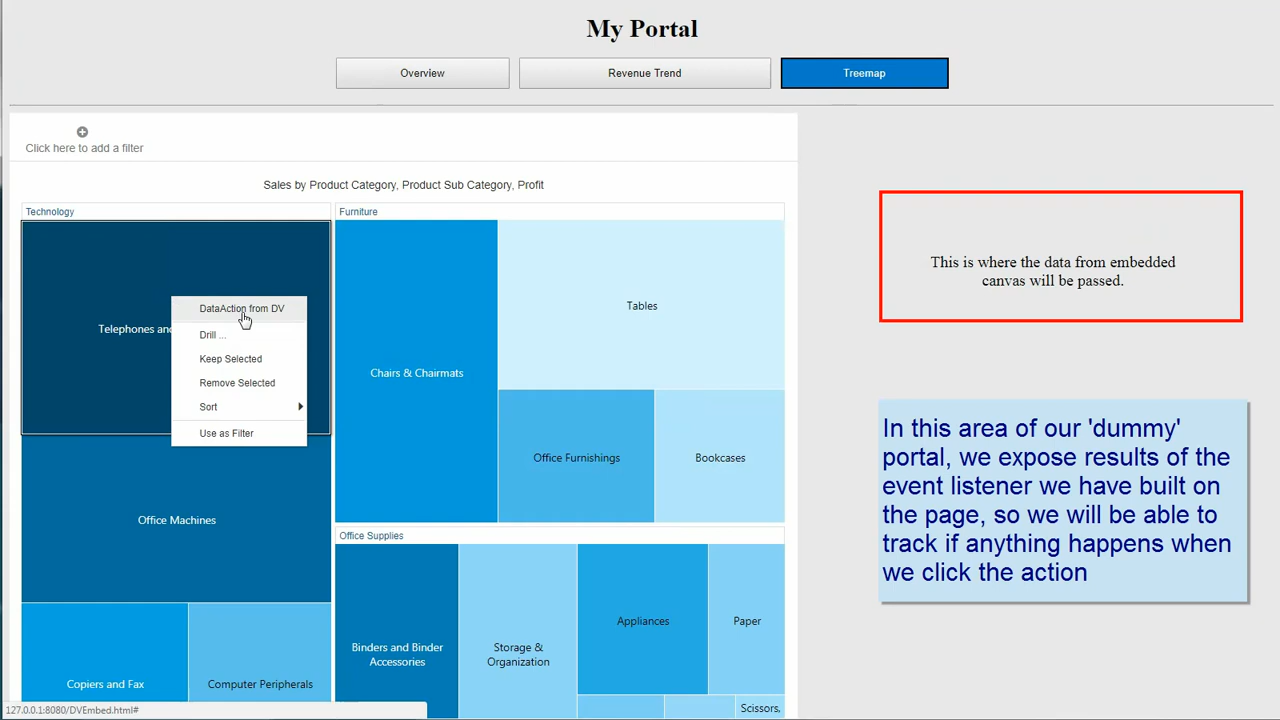 My Portal
Overview
Revenue Trend
Treemap
Click here to add a filter
Sales by Product Category, Product Sub Category, Profit
Technology
Furniture
Telephones and
DataAction from DV
Drill ...
Keep Selected
Remove Selected
Sort
Use as Filter
Office Machines
Copiers and Fax
Computer Peripherals
Chairs & Chairmats
Tables
Office Furnishings
Bookcases
Office Supplies
Binders and Binder
Accessories
Storage &
Organization
Appliances
Paper
Scissors,
This is where the data from embedded
canvas will be passed.
In this area of our 'dummy'
portal, we expose results of the
event listener we have built on
the page, so we will be able to
track if anything happens when
we click the action
127.0.0.1:8080/DVEmbed.html#